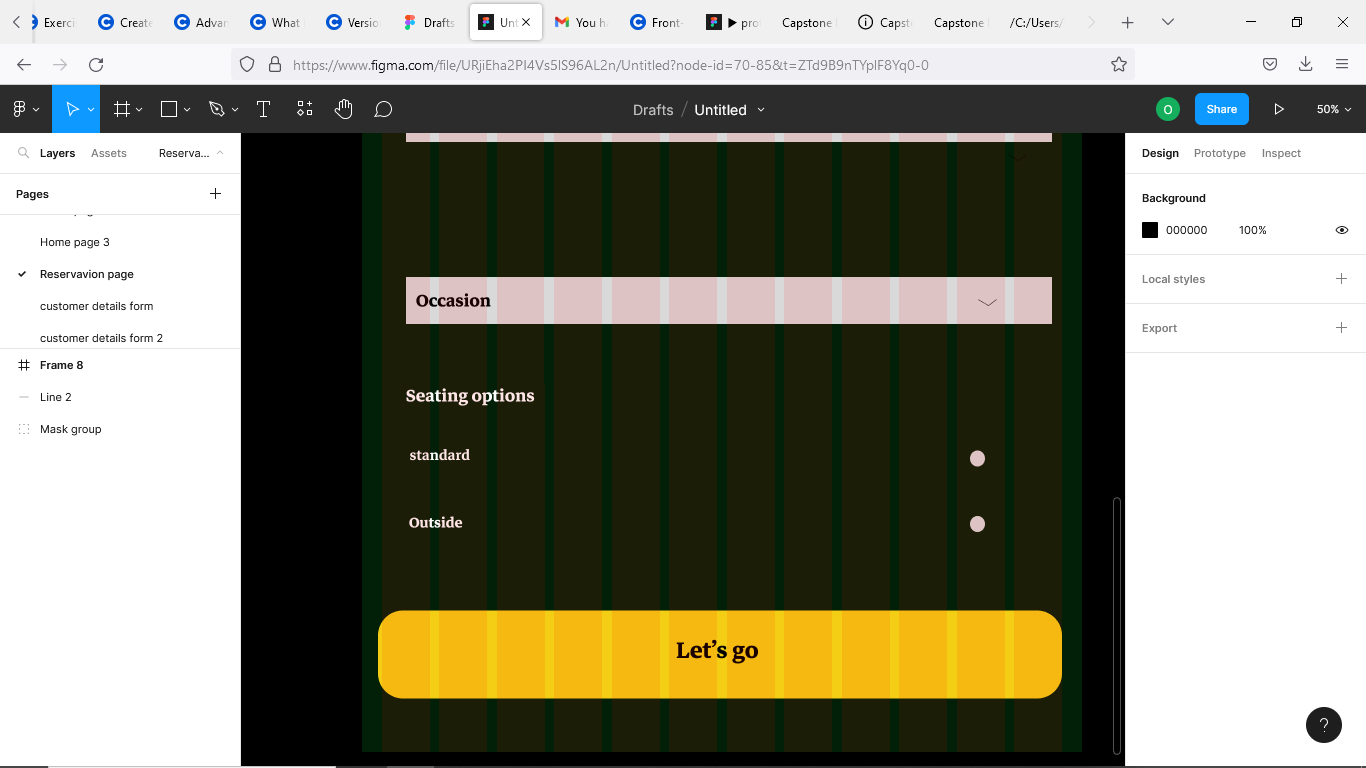 Exerci
Create
Advan
What i
Versio
Drafts
Unt
You ha
Front-
pro
Capstone
Capst
Capstone
/C:/Users/
https://www.figma.com/file/URjiEha2PI4Vs5lS96AL2n/Untitled?node-id=70-85&t=ZTd9B9nTYpIF8Yq0-0
Drafts / Untitled
O
Share
50%
Layers
Assets
Reserva...
Pages
Home page 3
Reservavion page
customer details form
customer details form 2
Frame 8
Line 2
Mask group
Occasion
Seating options
standard
Outside
Let’s go
Design
Prototype
Inspect
Background
000000
100%
Local styles
Export
?